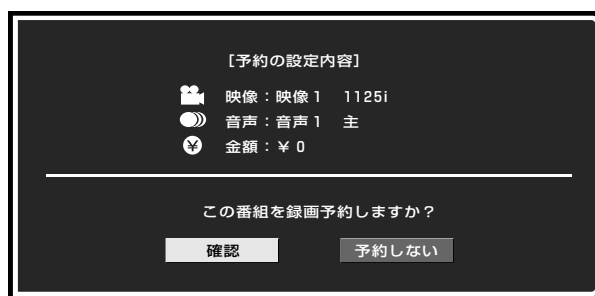 ［予約の設定内容］
映像：映像１　1125i
音声：音声１　主
¥ 金額：￥０
この番組を録画予約しますか？
確認　予約しない